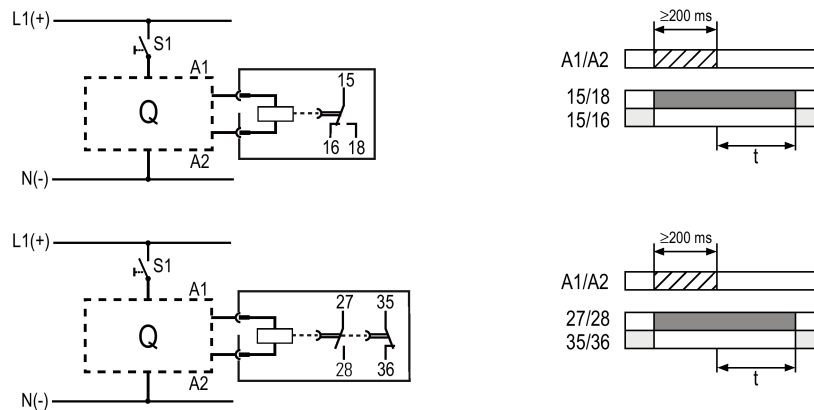 L1(+)
S1
A1
Q
A2
N(-)
15
16 18
≥200 ms
A1/A2
15/18
15/16
t
L1(+)
S1
A1
Q
A2
N(-)
27 35
28 36
≥200 ms
A1/A2
27/28
35/36
t